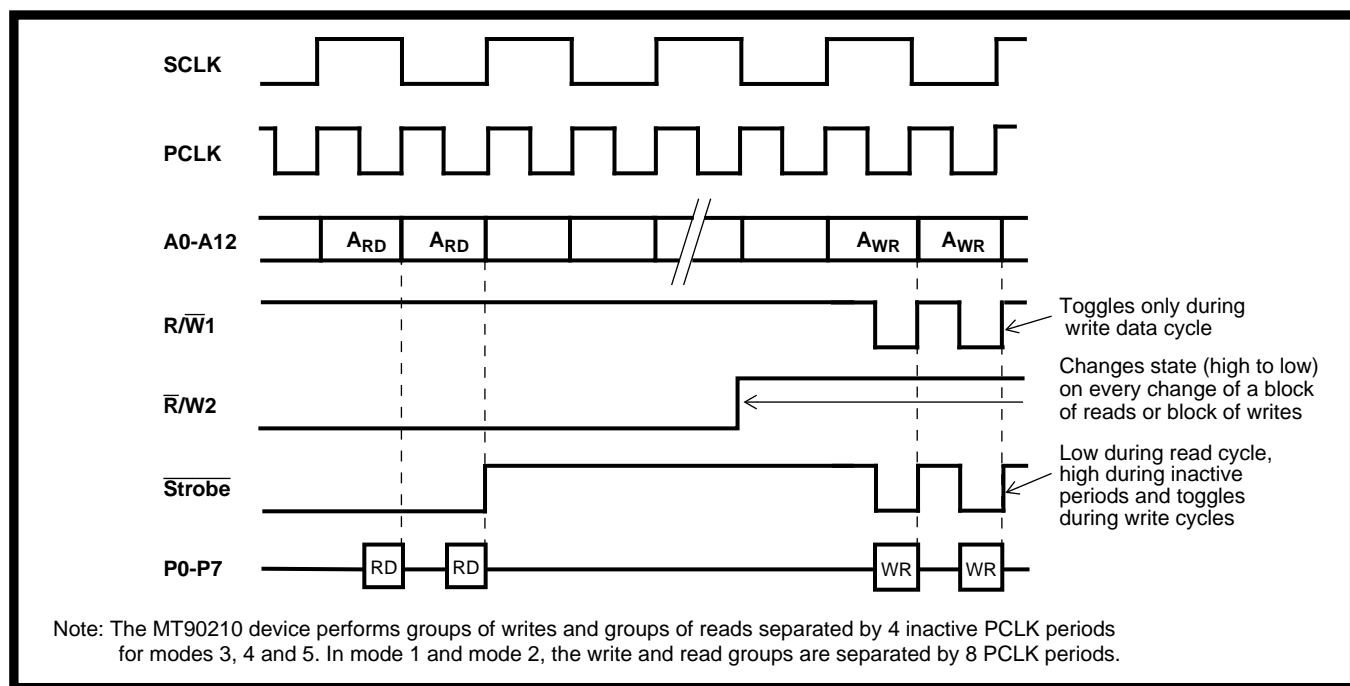 SCLK
PCLK
A0-A12
ARD
ARD
AWR
AWR
R/W̅1
Toggles only during
write data cycle
R̅/W2
Changes state (high to low)
on every change of a block
of reads or block of writes
S̅t̅r̅o̅b̅e̅
Low during read cycle,
high during inactive
periods and toggles
during write cycles
P0-P7
RD
RD
WR
WR
Note: The MT90210 device performs groups of writes and groups of reads separated by 4 inactive PCLK periods
for modes 3, 4 and 5. In mode 1 and mode 2, the write and read groups are separated by 8 PCLK periods.